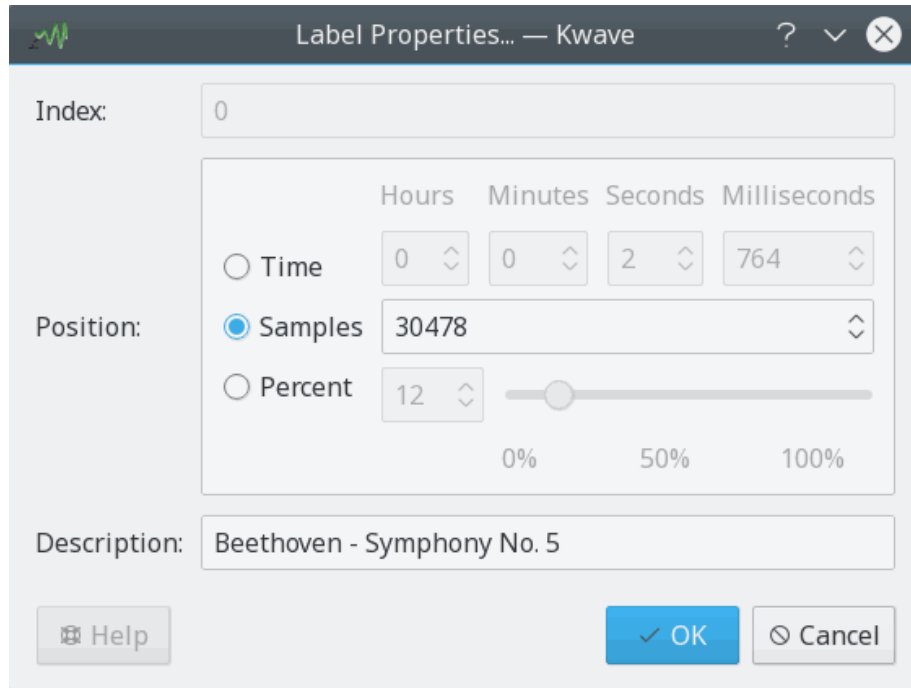 Label Properties... — Kwave
Index: 0
Hours Minutes Seconds Milliseconds
Time 0 0 2 764
Position: Samples 30478
Percent 12
0% 50% 100%
Description: Beethoven - Symphony No. 5
Help OK Cancel